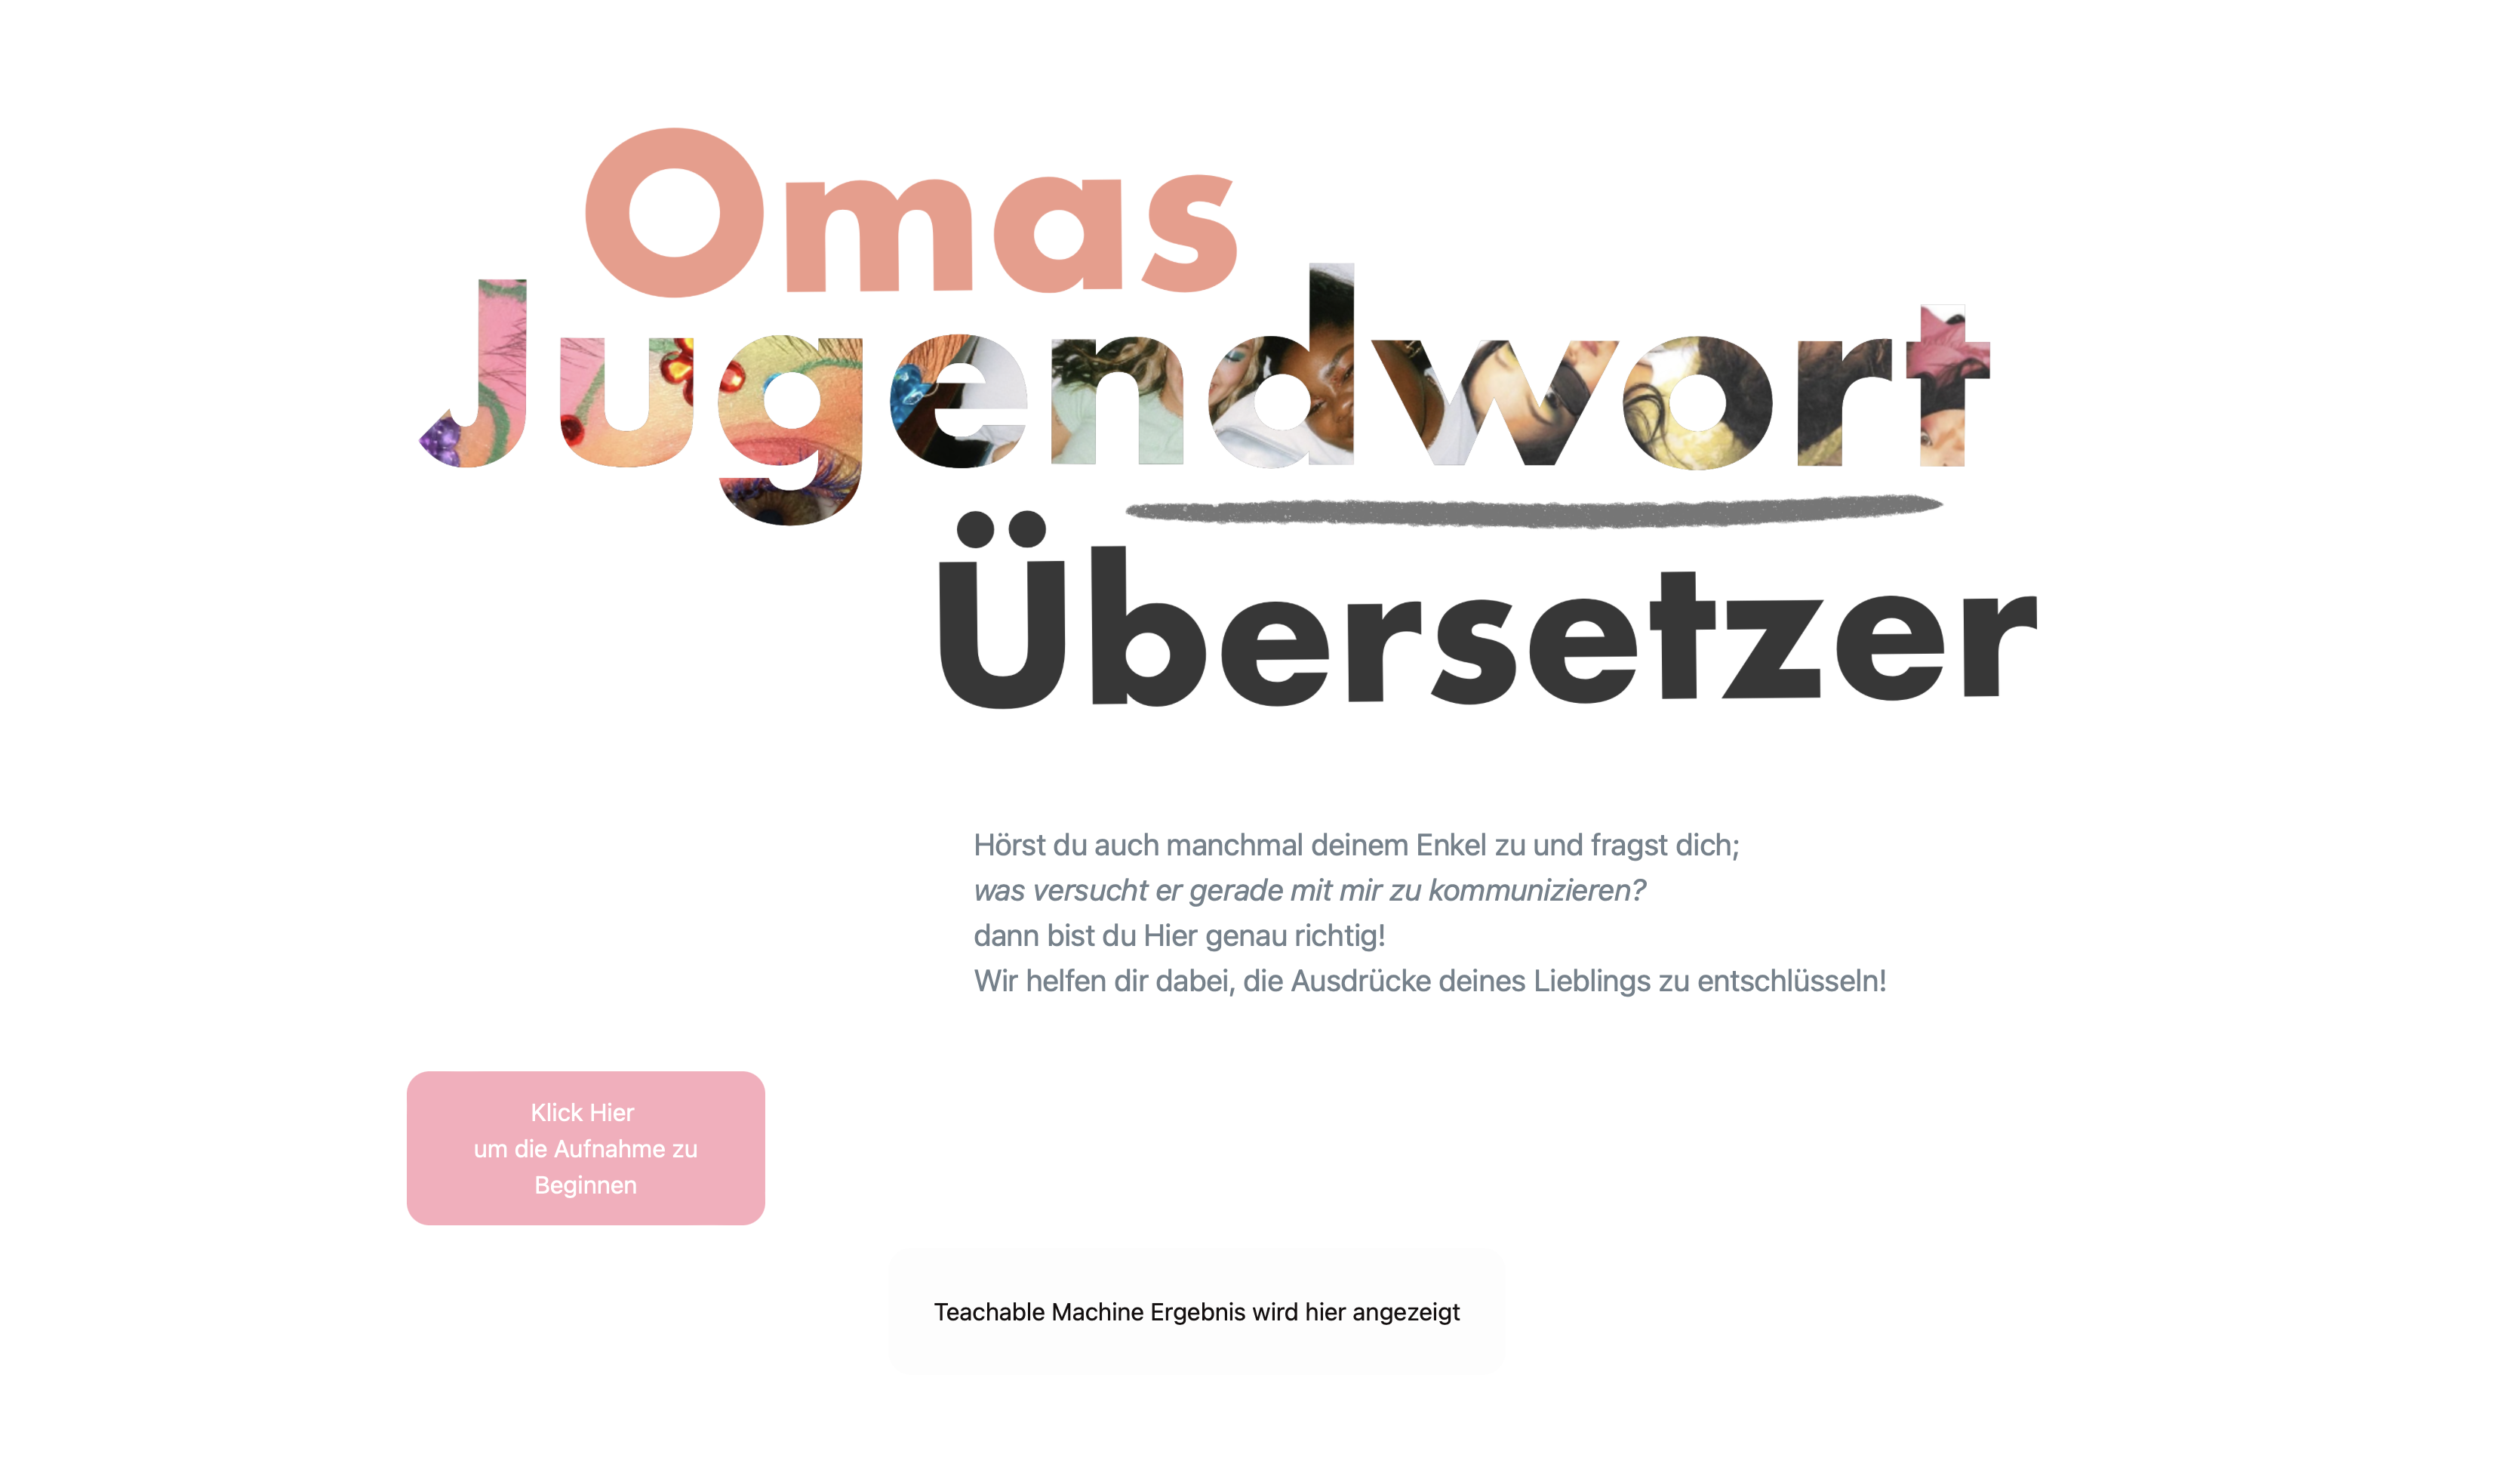 Omas
Jugendwort
Übersetzer
Hörst du auch manchmal deinem Enkel zu und fragst dich;
was versucht er gerade mit mir zu kommunizieren?
dann bist du Hier genau richtig!
Wir helfen dir dabei, die Ausdrücke deines Lieblings zu entschlüsseln!
Klick Hier
um die Aufnahme zu
Beginnen
Teachable Machine Ergebnis wird hier angezeigt